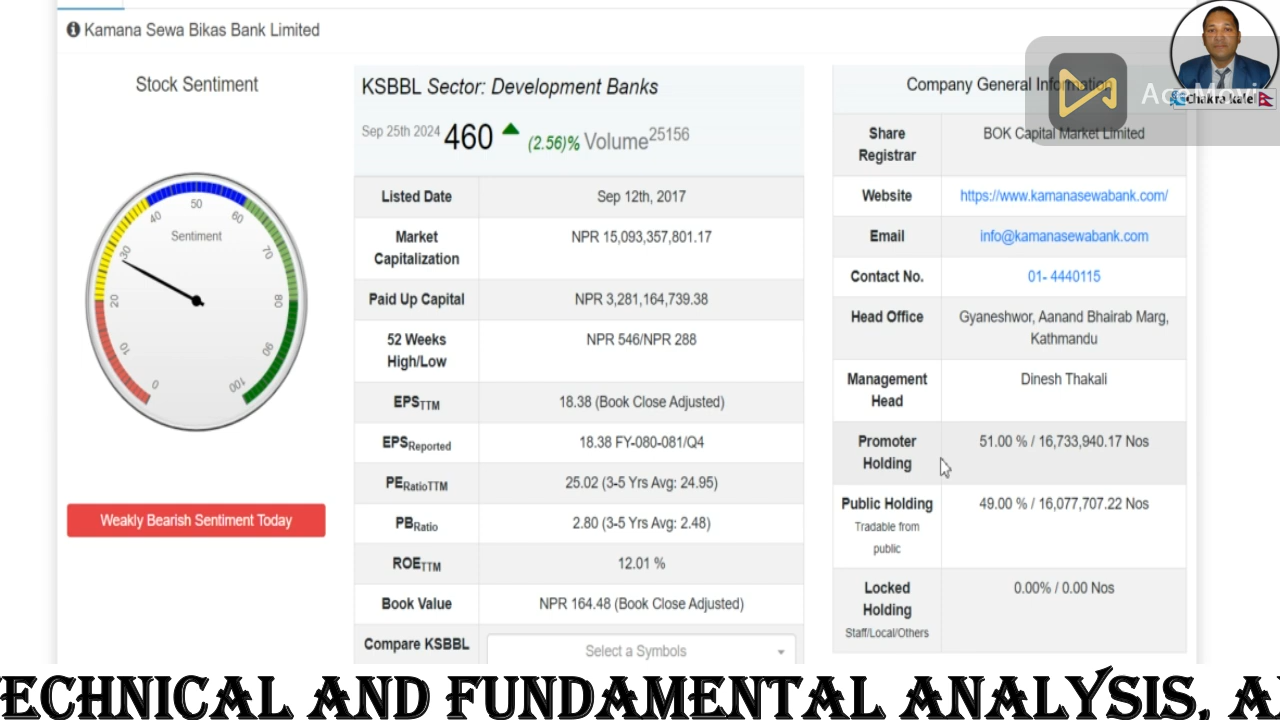 Kamana Sewa Bikas Bank Limited
Stock Sentiment
0
10
20
30
40
50
60
70
80
90
100
Sentiment
Weakly Bearish Sentiment Today
KSBBL Sector: Development Banks
Sep 25th 2024 460 (2.56)% Volume 25156
Listed Date Sep 12th, 2017
Market Capitalization NPR 15,093,357,801.17
Paid Up Capital NPR 3,281,164,739.38
52 Weeks High/Low NPR 546/NPR 288
EPSTTM 18.38 (Book Close Adjusted)
EPSReported 18.38 FY-080-081/Q4
PERatioTTM 25.02 (3-5 Yrs Avg: 24.95)
PBRatio 2.80 (3-5 Yrs Avg: 2.48)
ROETTM 12.01 %
Book Value NPR 164.48 (Book Close Adjusted)
Compare KSBBL Select a Symbols
Company General Information
Share Registrar BOK Capital Market Limited
Website https://www.kamanasewabank.com/
Email info@kamanasewabank.com
Contact No. 01- 4440115
Head Office Gyaneshwor, Aanand Bhairab Marg, Kathmandu
Management Head Dinesh Thakali
Promoter Holding 51.00 % / 16,733,940.17 Nos
Public Holding 49.00 % / 16,077,707.22 Nos
Tradable from public
Locked Holding 0.00% / 0.00 Nos
Staff/Local/Others
TECHNICAL AND FUNDAMENTAL ANALYSIS,